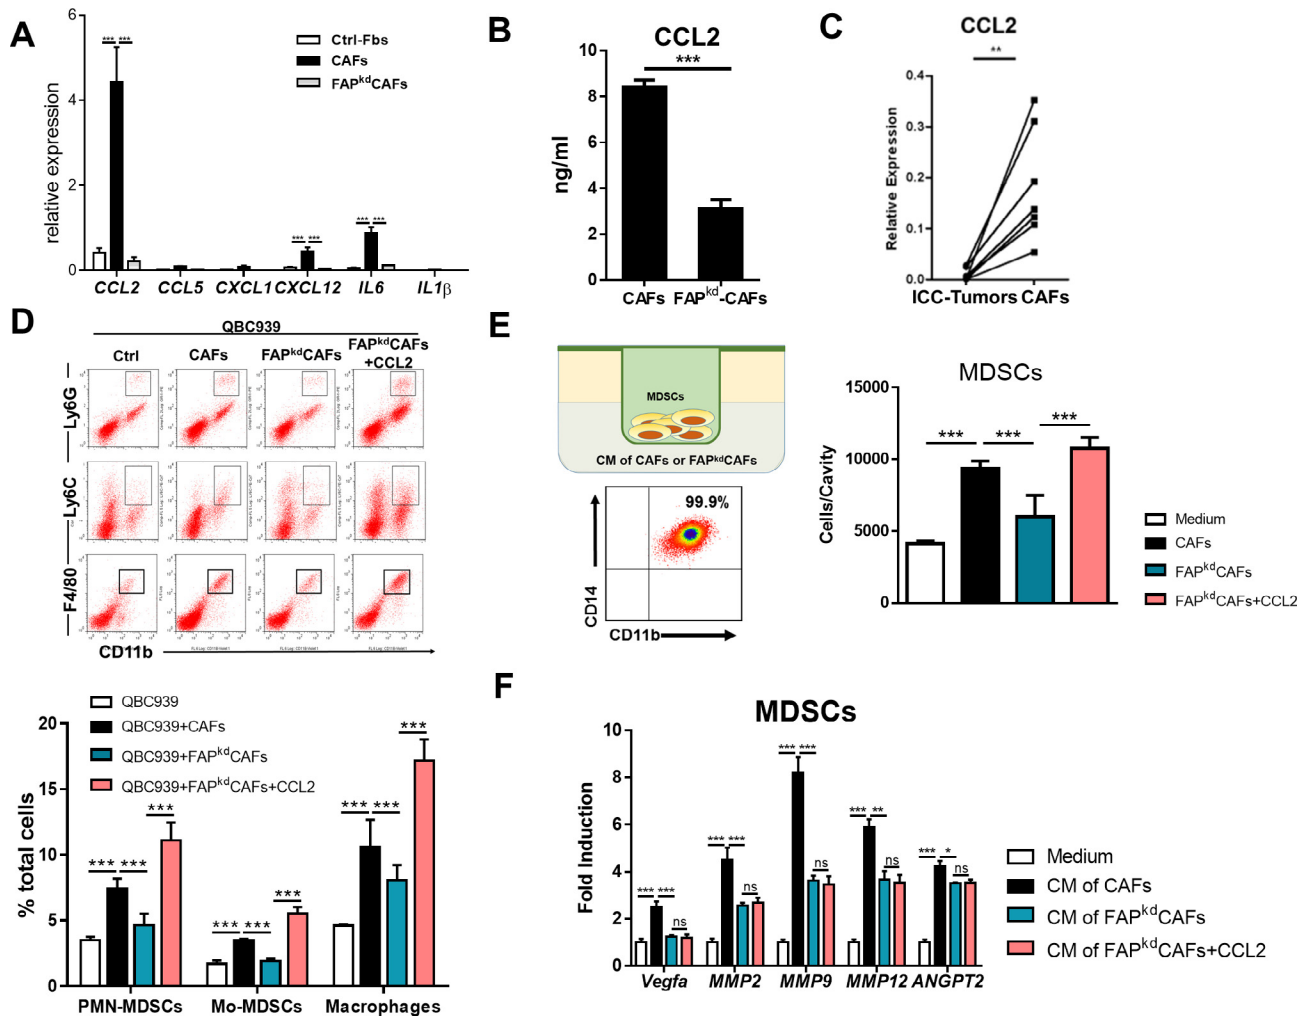 A
relative expression
6
4
2
0
*** ***
*** ***
*** ***
Ctrl-Fbs
CAFs
FAPkdCAFs
CCL2 CCL5 CXCL1 CXCL12 IL6 IL1β
B
CCL2
***
ng/ml
10
8
6
4
2
0
CAFs FAPkd-CAFs
C
CCL2
**
Relative Expression
0.4
0.3
0.2
0.1
0.0
ICC-Tumors CAFs
D
QBC939
Ctrl CAFs FAPkdCAFs FAPkdCAFs
+CCL2
Ly6G
Ly6C
F4/80
CD11b
QBC939
QBC939+CAFs
QBC939+FAPkdCAFs
QBC939+FAPkdCAFs+CCL2
% total cells
20
15
10
5
0
*** *** ***
*** *** ***
*** *** ***
PMN-MDSCs Mo-MDSCs Macrophages
E
MDSCs
CM of CAFs or FAPkdCAFs
99.9%
CD14
CD11b
MDSCs
Cells/Cavity
15000
10000
5000
0
*** *** ***
Medium
CAFs
FAPkdCAFs
FAPkdCAFs+CCL2
F
MDSCs
Fold Induction
10
8
6
4
2
0
*** *** ns
*** *** ns
*** *** ns
*** ** ns
*** * ns
Vegfa MMP2 MMP9 MMP12 ANGPT2
Medium
CM of CAFs
CM of FAPkdCAFs
CM of FAPkdCAFs+CCL2